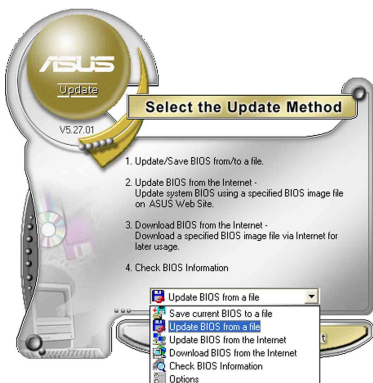 ASUS
Update
V5.27.01
Select the Update Method
1. Update/Save BIOS from/to a file.
2. Update BIOS from the Internet -
Update system BIOS using a specified BIOS image file
on ASUS Web Site.
3. Download BIOS from the Internet -
Download a specified BIOS image file via Internet for
later usage.
4. Check BIOS Information
Update BIOS from a file
Save current BIOS to a file
Update BIOS from a file
Update BIOS from the Internet
Download BIOS from the Internet
Check BIOS Information
Options